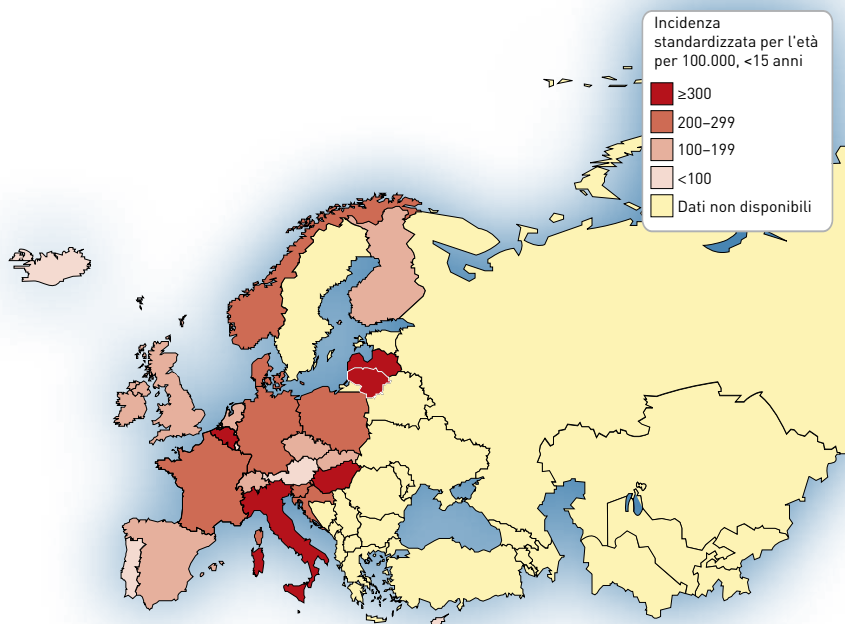 Incidenza
standardizzata per l'età
per 100.000, <15 anni
≥300
200–299
100–199
<100
Dati non disponibili